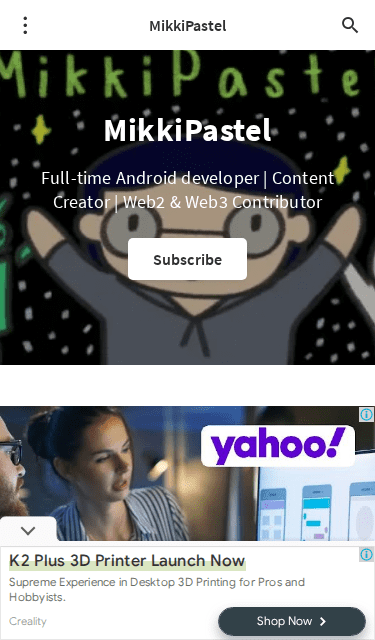 MikkiPastel
MikkiPaste
MikkiPastel
Full-time Android developer | Content
Creator | Web2 & Web3 Contributor
Subscribe
yahoo!
K2 Plus 3D Printer Launch Now
Supreme Experience in Desktop 3D Printing for Pros and
Hobbyists.
Creality
Shop Now